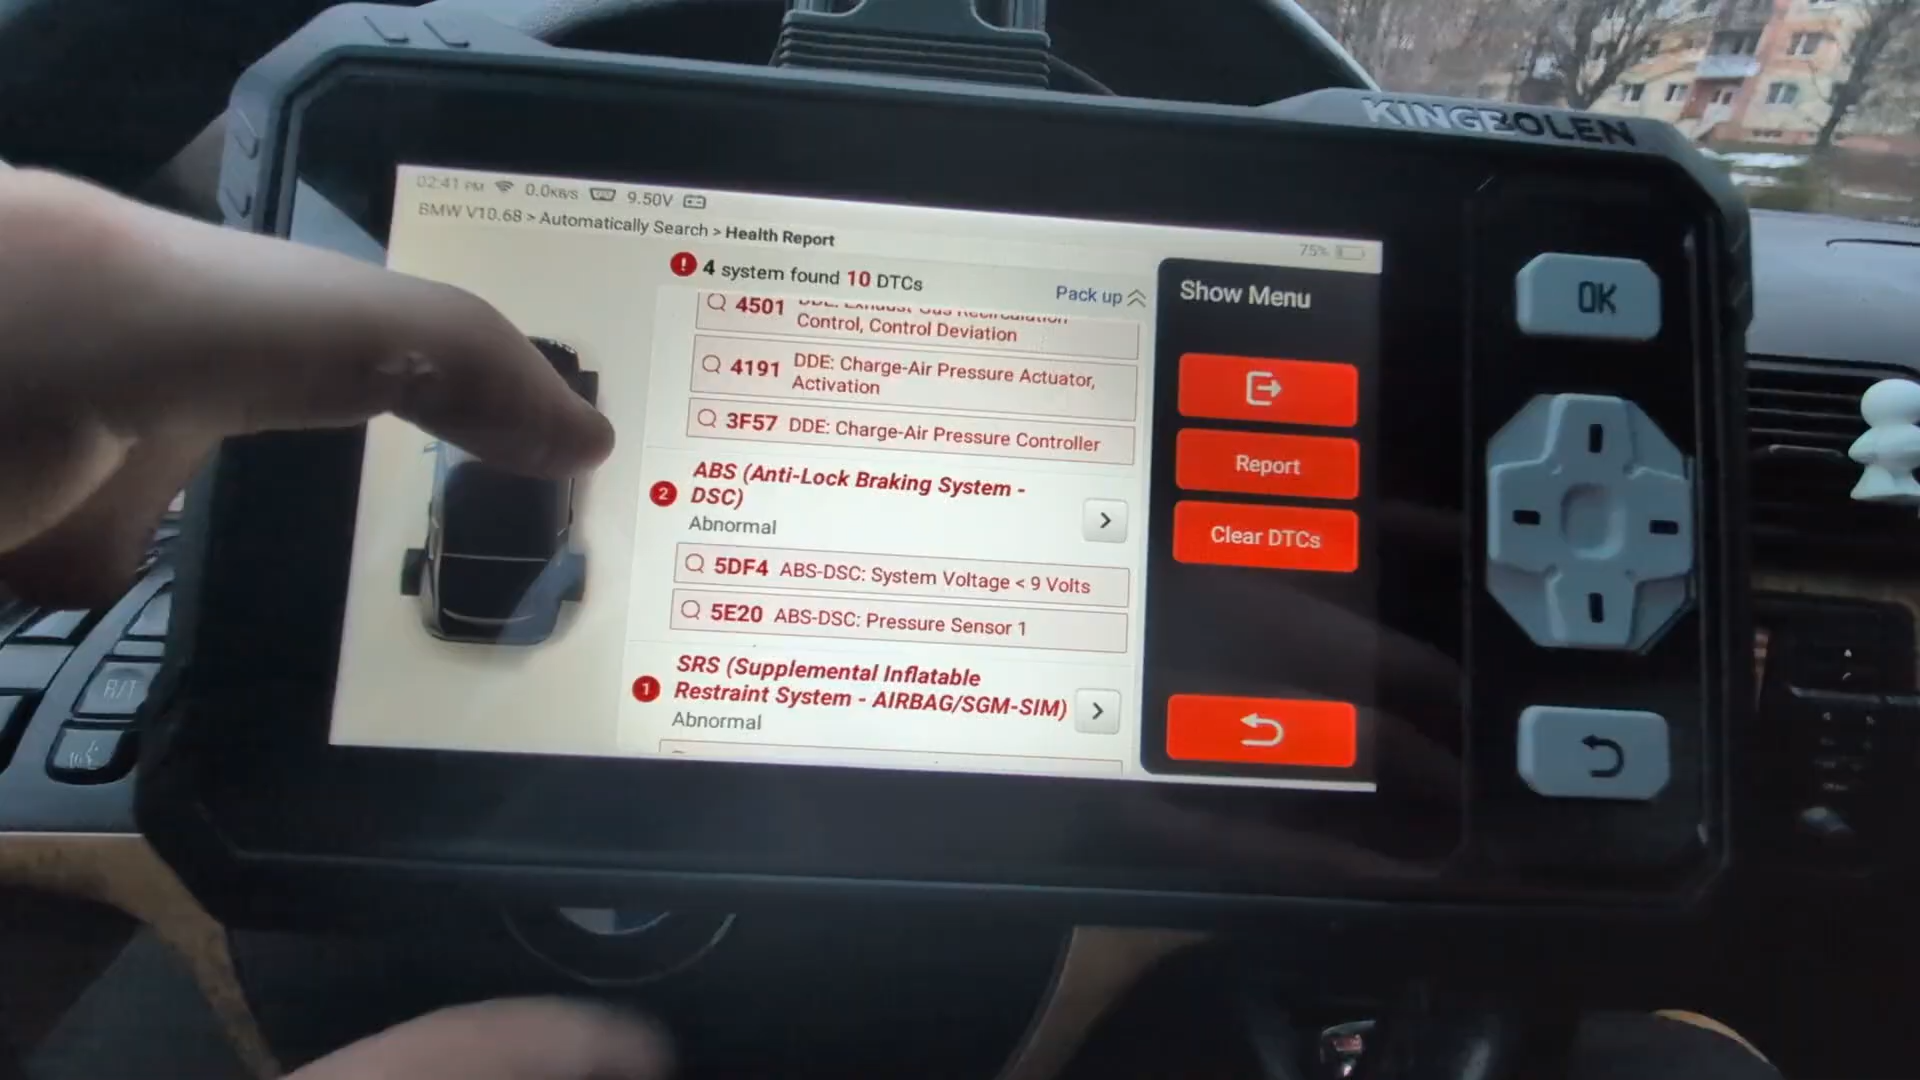 KINGBOLEN
02:41 PM 0.0KB/S 9.50V
75%
BMW V10.68 > Automatically Search > Health Report
4 system found 10 DTCs
Pack up
4501 DDE: Exhaust Gas Recirculation
Control, Control Deviation
4191 DDE: Charge-Air Pressure Actuator,
Activation
3F57 DDE: Charge-Air Pressure Controller
2 ABS (Anti-Lock Braking System -
DSC)
Abnormal
5DF4 ABS-DSC: System Voltage < 9 Volts
5E20 ABS-DSC: Pressure Sensor 1
1 SRS (Supplemental Inflatable
Restraint System - AIRBAG/SGM-SIM)
Abnormal
Show Menu
Report
Clear DTCs
OK
R/T